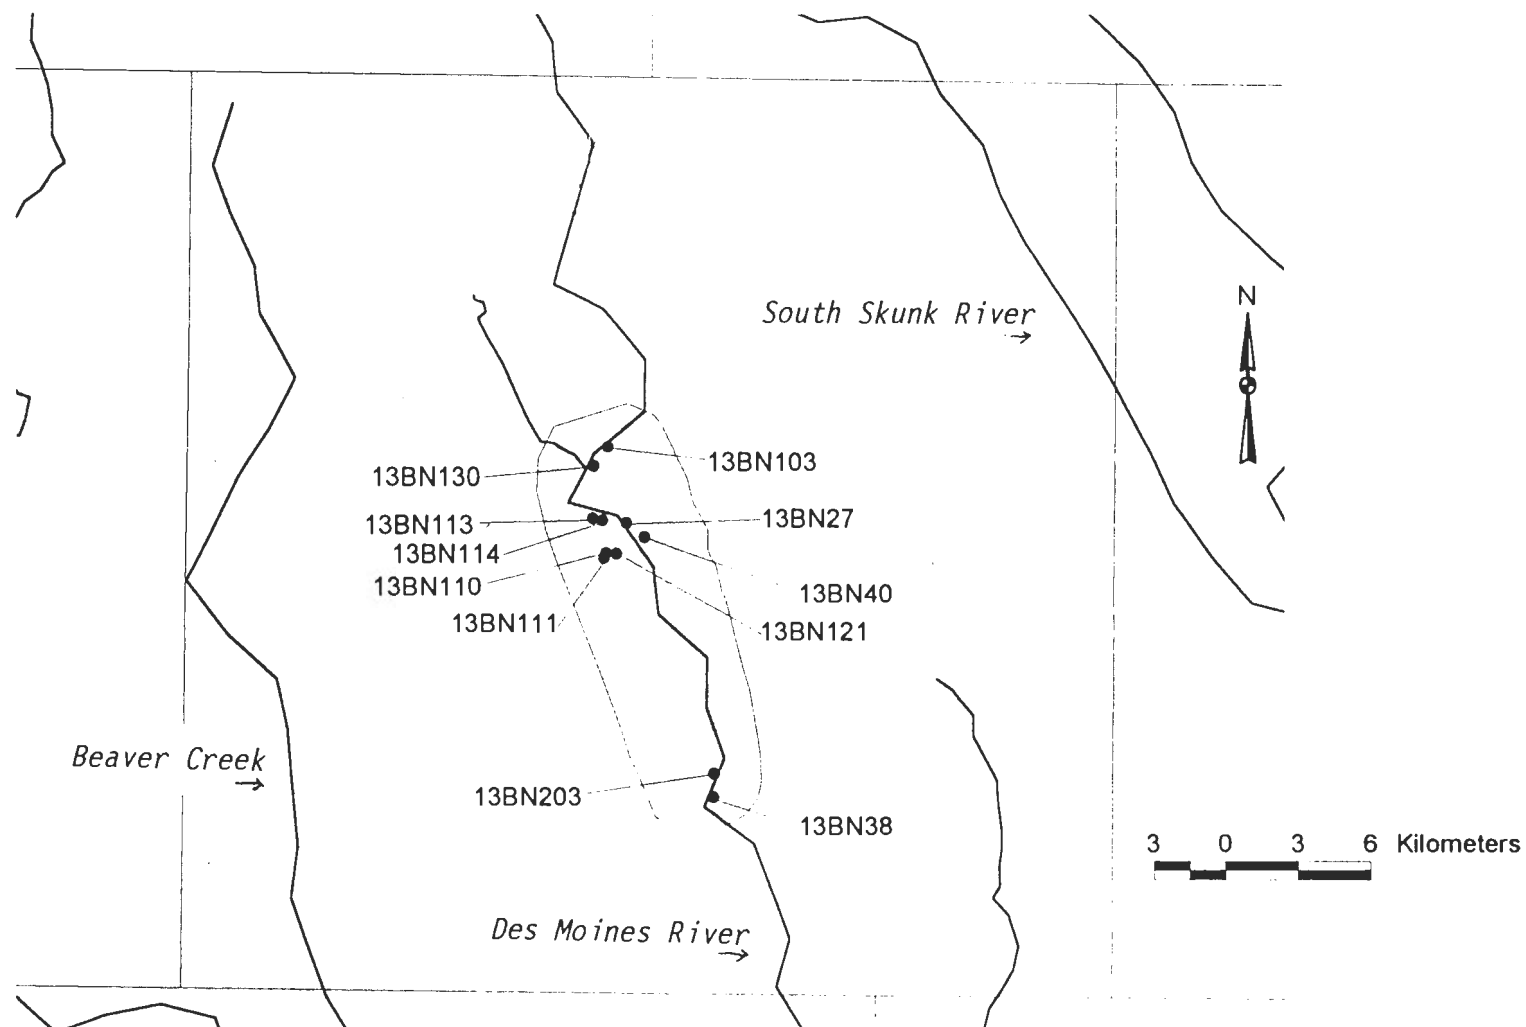 N
South Skunk River
13BN103
13BN130
13BN27
13BN113
13BN114
13BN110
13BN40
13BN111
13BN121
Beaver Creek
13BN203
13BN38
3 0 3 6 Kilometers
Des Moines River